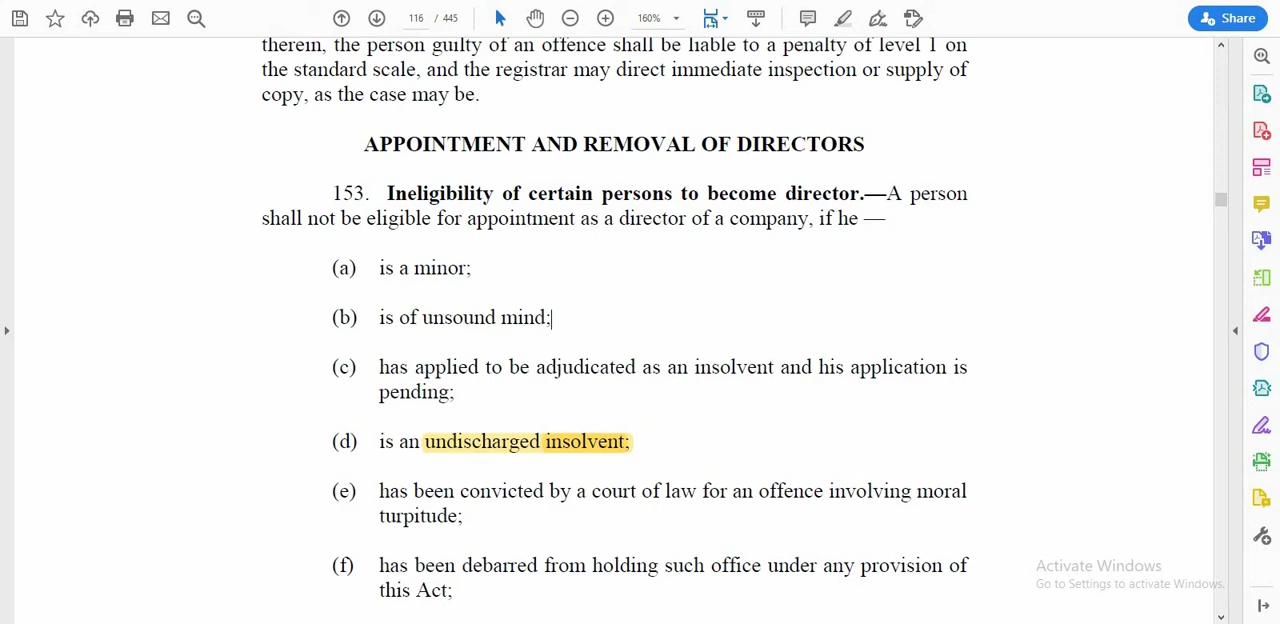 116 / 445
160%
Share
therein, the person guilty of an offence shall be liable to a penalty of level 1 on
the standard scale, and the registrar may direct immediate inspection or supply of
copy, as the case may be.
APPOINTMENT AND REMOVAL OF DIRECTORS
153. Ineligibility of certain persons to become director.—A person
shall not be eligible for appointment as a director of a company, if he —
(a) is a minor;
(b) is of unsound mind;
(c) has applied to be adjudicated as an insolvent and his application is
pending;
(d) is an undischarged insolvent;
(e) has been convicted by a court of law for an offence involving moral
turpitude;
(f) has been debarred from holding such office under any provision of
this Act;
Activate Windows
Go to Settings to activate Windows.